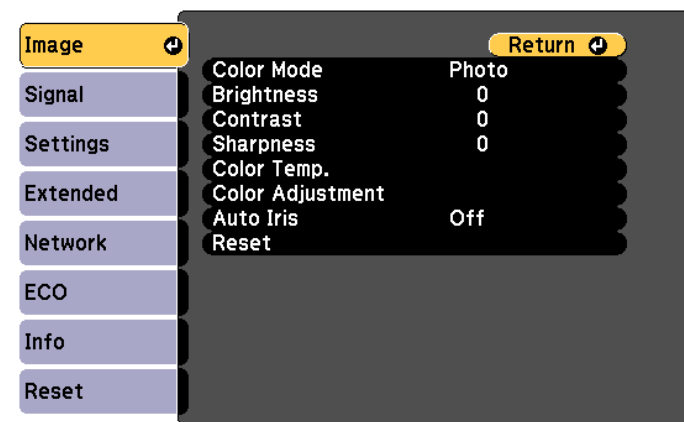 Image
Signal
Settings
Extended
Network
ECO
Info
Reset
Return
Color Mode Photo
Brightness 0
Contrast 0
Sharpness 0
Color Temp.
Color Adjustment
Auto Iris Off
Reset